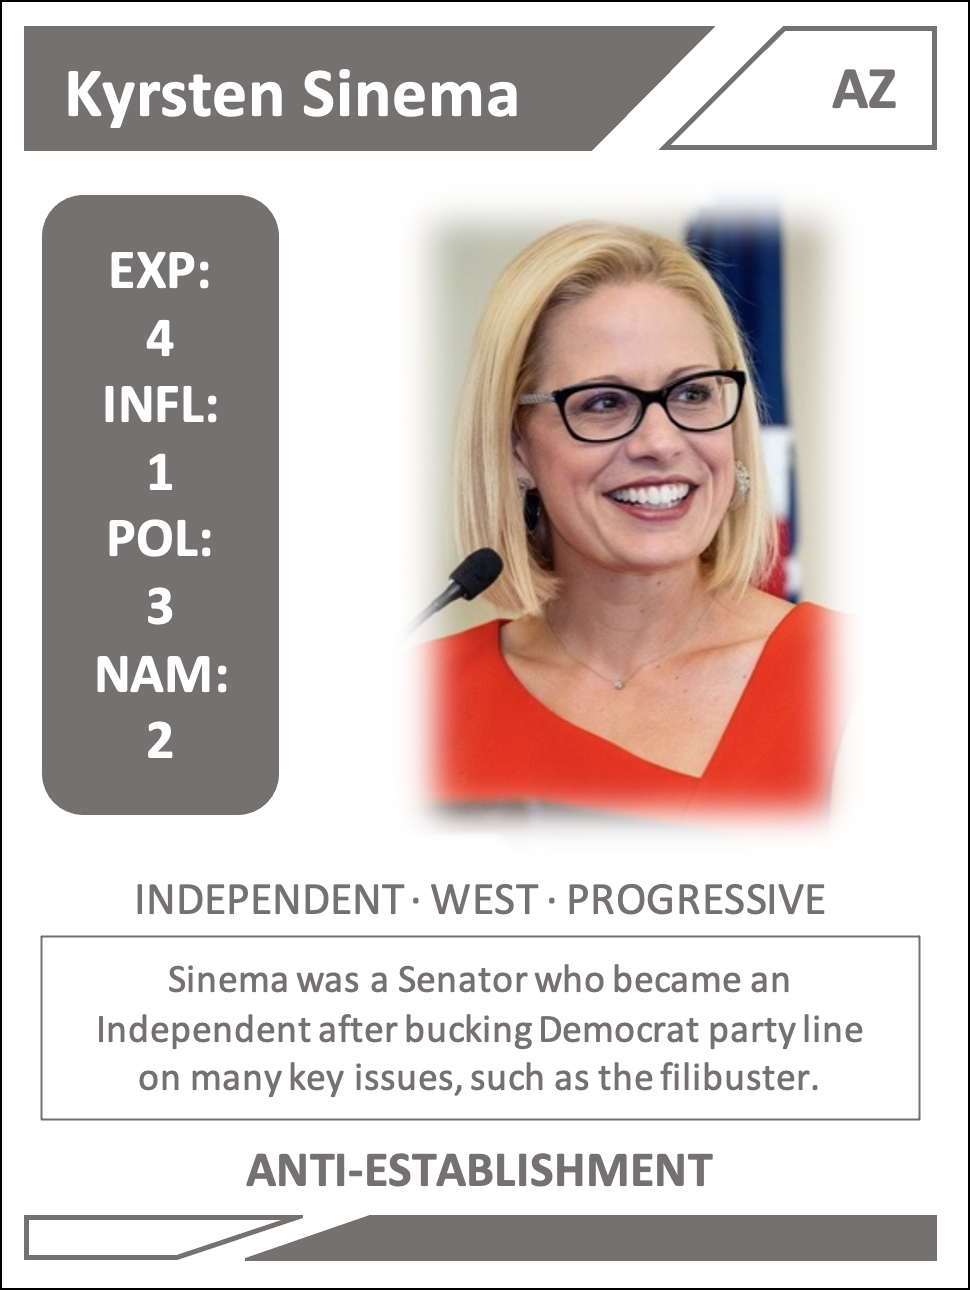 Kyrsten Sinema
AZ
EXP:
4
INFL:
1
POL:
3
NAM:
2
INDEPENDENT · WEST · PROGRESSIVE
Sinema was a Senator who became an
Independent after bucking Democrat party line
on many key issues, such as the filibuster.
ANTI-ESTABLISHMENT